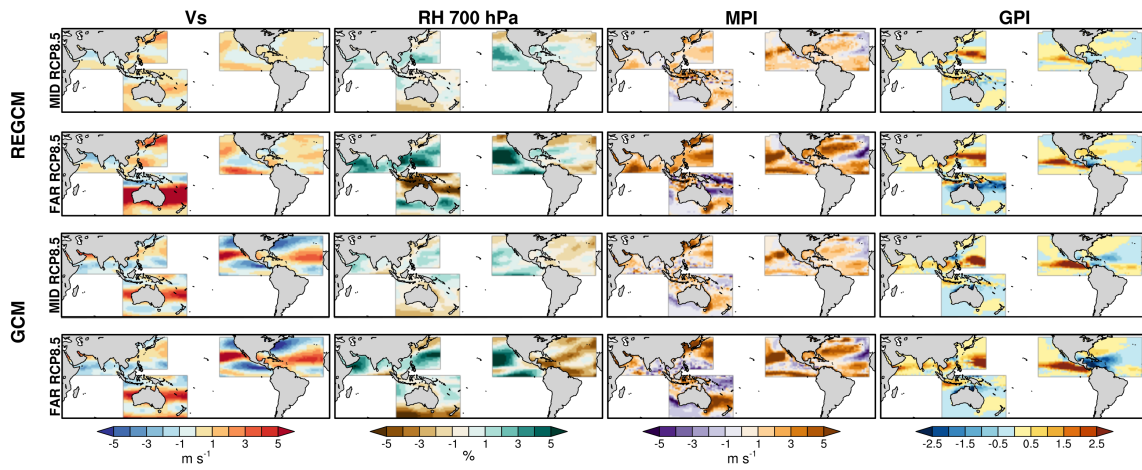 Vs RH 700 hPa MPI GPI
REGCM
MID RCP8.5
FAR RCP8.5
GCM
MID RCP8.5
FAR RCP8.5
-5 -3 -1 1 3 5
m s⁻¹
-5 -3 -1 1 3 5
%
-5 -3 -1 1 3 5
m s⁻¹
-2.5 -1.5 -0.5 0.5 1.5 2.5